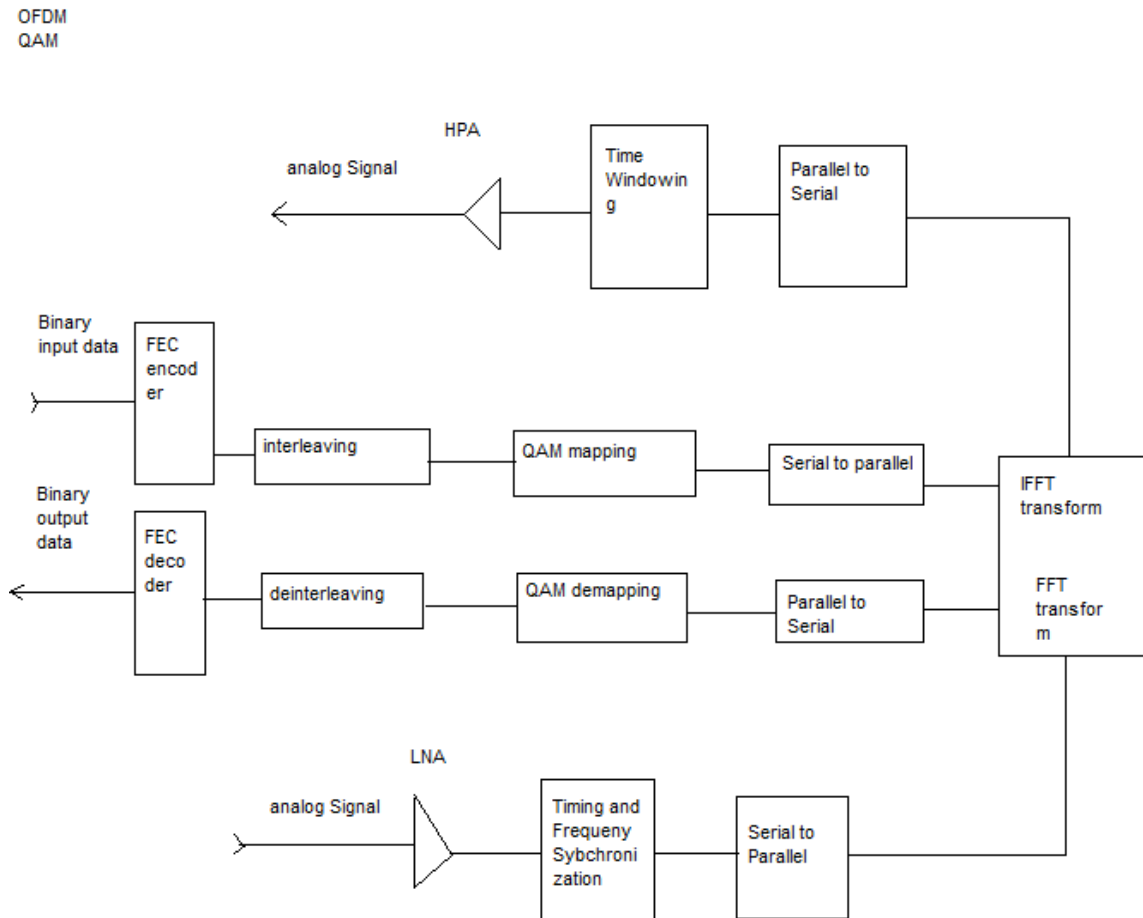 OFDM
QAM
HPA
analog Signal
Time
Windowin
g
Parallel to
Serial
Binary
input data
FEC
encod
er
interleaving
QAM mapping
Serial to parallel
IFFT
transform
Binary
output
data
FEC
deco
der
deinterleaving
QAM demapping
Parallel to
Serial
FFT
transfor
m
LNA
analog Signal
Timing and
Frequeny
Sybchroni
zation
Serial to
Parallel